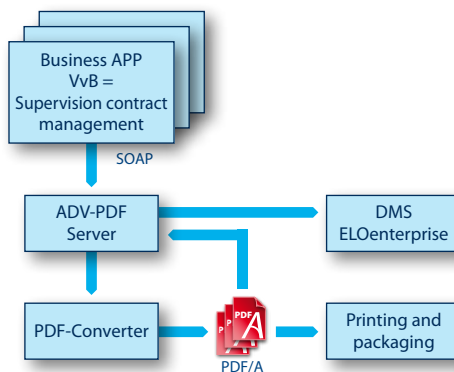 Business APP
VvB =
Supervision contract
management
SOAP
ADV-PDF
Server
DMS
ELOenterprise
PDF-Converter
P
P
PDF
A
PDF/A
Printing and
packaging